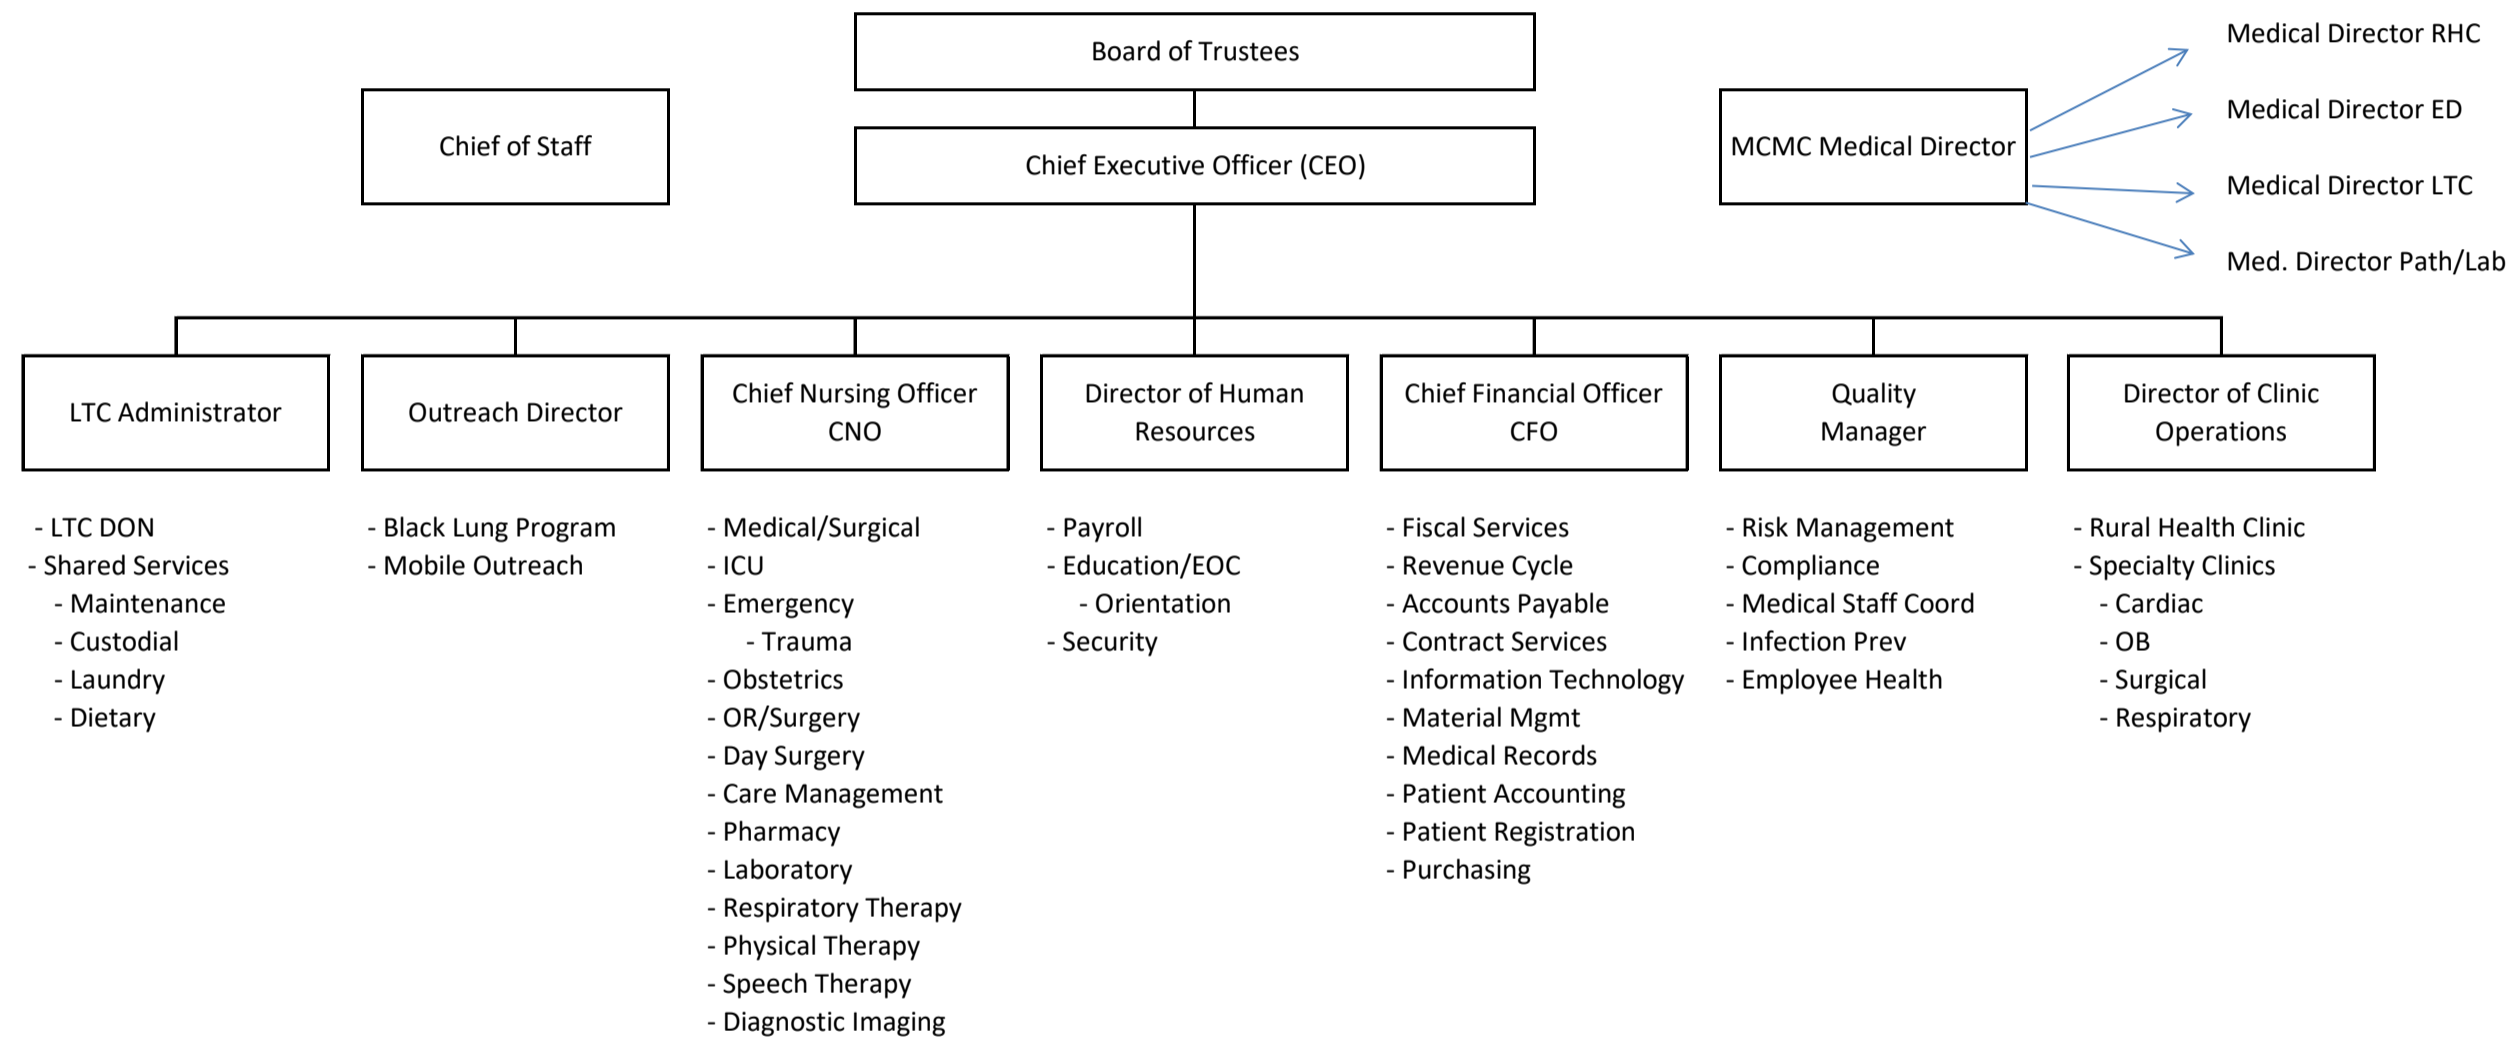 Board of Trustees
Chief of Staff
Chief Executive Officer (CEO)
MCMC Medical Director
Medical Director RHC
Medical Director ED
Medical Director LTC
Med. Director Path/Lab
LTC Administrator
- LTC DON
- Shared Services
- Maintenance
- Custodial
- Laundry
- Dietary
Outreach Director
- Black Lung Program
- Mobile Outreach
Chief Nursing Officer
CNO
- Medical/Surgical
- ICU
- Emergency
- Trauma
- Obstetrics
- OR/Surgery
- Day Surgery
- Care Management
- Pharmacy
- Laboratory
- Respiratory Therapy
- Physical Therapy
- Speech Therapy
- Diagnostic Imaging
Director of Human
Resources
- Payroll
- Education/EOC
- Orientation
- Security
Chief Financial Officer
CFO
- Fiscal Services
- Revenue Cycle
- Accounts Payable
- Contract Services
- Information Technology
- Material Mgmt
- Medical Records
- Patient Accounting
- Patient Registration
- Purchasing
Quality
Manager
- Risk Management
- Compliance
- Medical Staff Coord
- Infection Prev
- Employee Health
Director of Clinic
Operations
- Rural Health Clinic
- Specialty Clinics
- Cardiac
- OB
- Surgical
- Respiratory